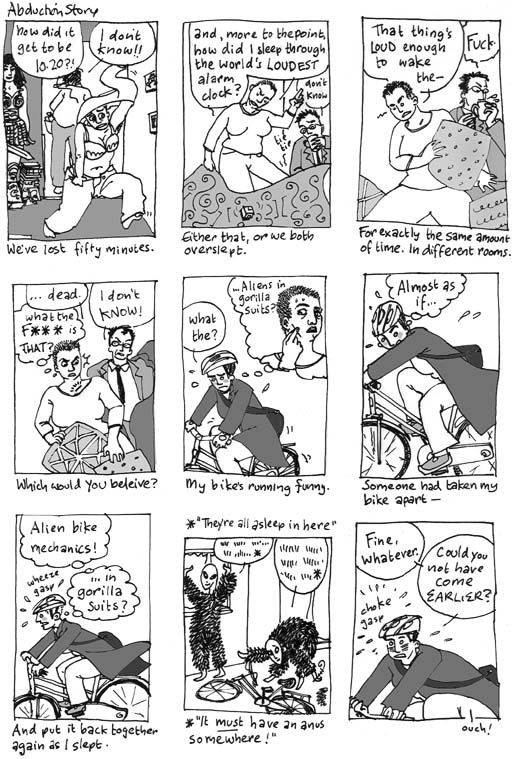 Abduction Story
how did it
get to be
10.20?!
I don't
know!!
We've lost fifty minutes.
and, more to the point,
how did I sleep through
the world's LOUDEST
alarm
clock?
don't
know
Either that, or we both
overslept.
That thing's
LOUD enough
to wake
the—
Fuck.
For exactly the same amount
of time. In different rooms.
... dead.
what the
F*** is
THAT?
I don't
KNOW!
Which would you beleive?
what
the?
...Aliens in
gorilla
suits?
My bike's running funny.
Almost as
if...
Someone had taken my
bike apart —
Alien bike
mechanics!
wheeze
gasp
...in
gorilla
suits?
And put it back together
again as I slept.
*"They're all asleep in here"
*
*
*"It must have an anus
somewhere!"
Fine,
whatever.
Could you
not have
come
EARLIER?
choke
gasp
ouch!